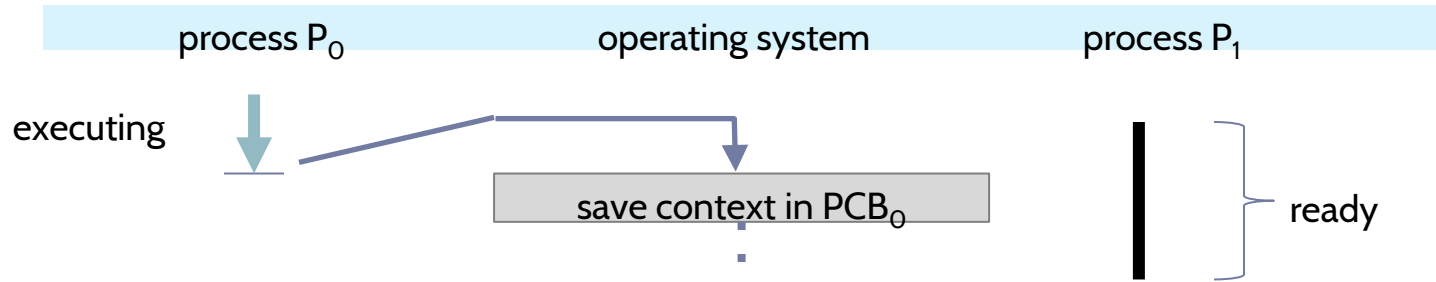 process P₀ operating system process P₁
executing
save context in PCB₀
ready